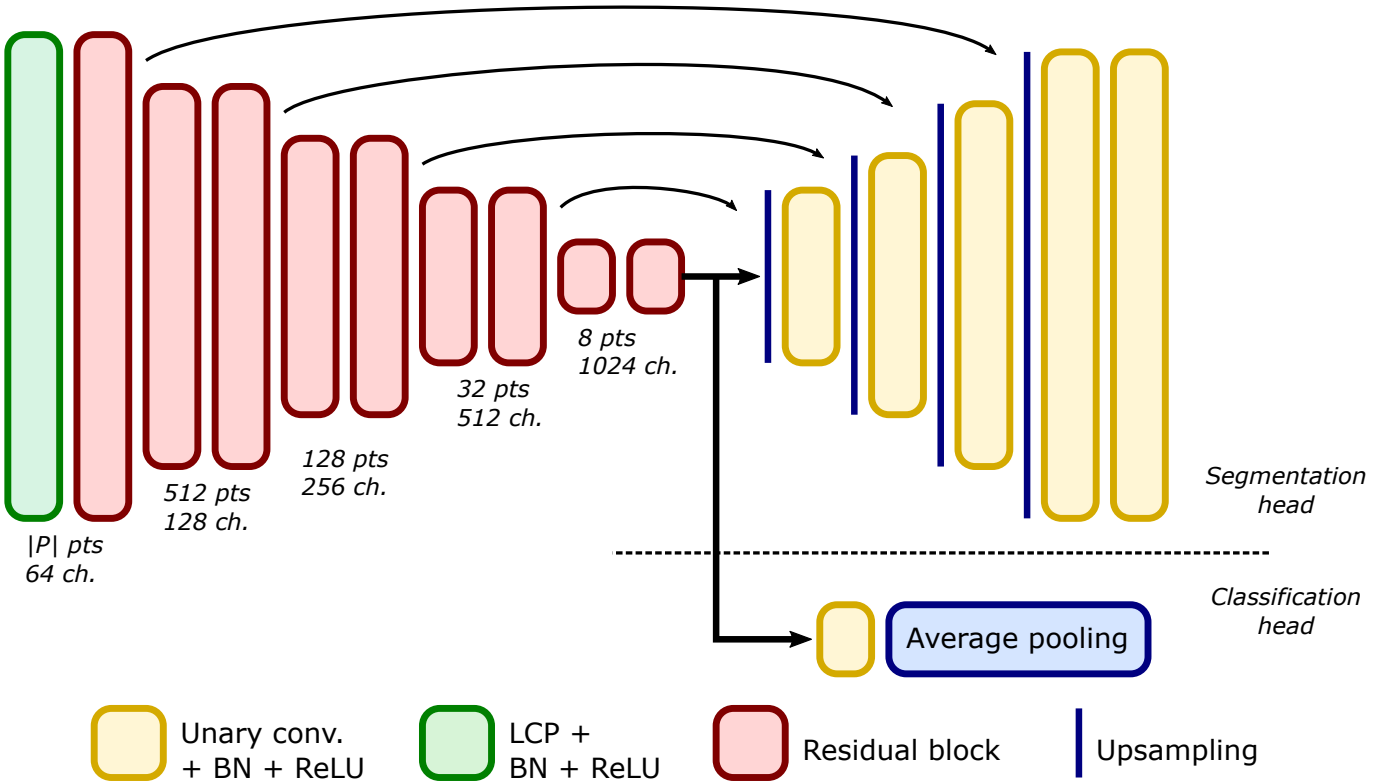 8 pts
1024 ch.
32 pts
512 ch.
128 pts
256 ch.
512 pts
128 ch.
|P| pts
64 ch.
Segmentation
head
Classification
head
Average pooling
Unary conv.
+ BN + ReLU
LCP +
BN + ReLU
Residual block
Upsampling